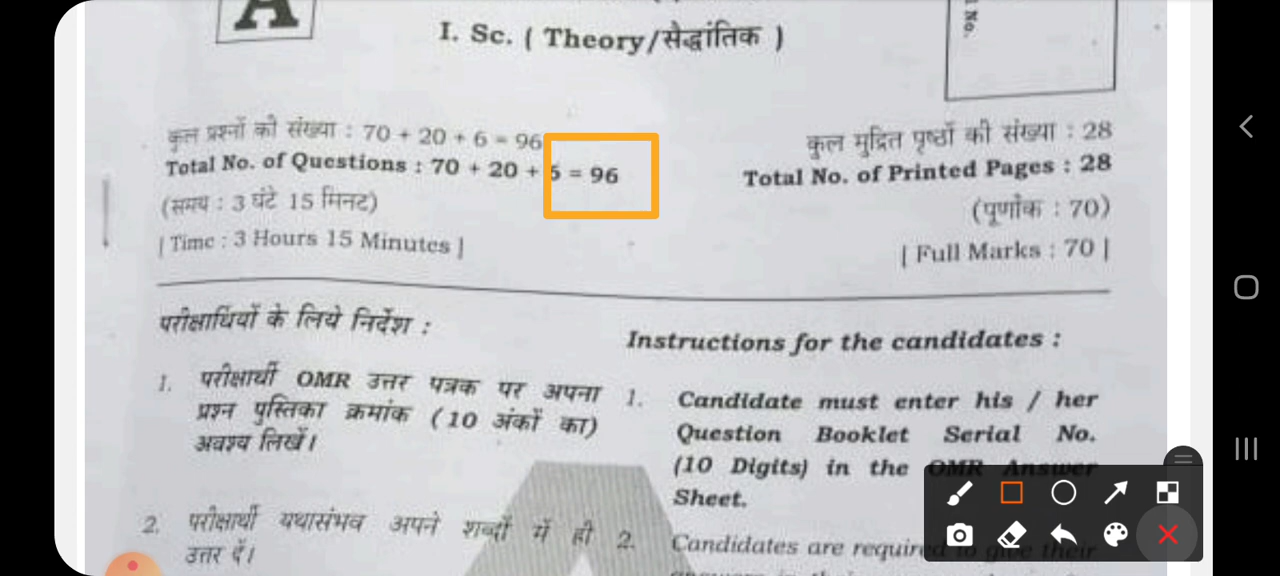 A
I. Sc. ( Theory/सैद्धांतिक )
No.
कुल प्रश्नों की संख्या : 70 + 20 + 6 = 96
Total No. of Questions : 70 + 20 + 6 = 96
(समय : 3 घंटे 15 मिनट)
[ Time : 3 Hours 15 Minutes ]
कुल मुद्रित पृष्ठों की संख्या : 28
Total No. of Printed Pages : 28
(पूर्णांक : 70)
[ Full Marks : 70 ]
परीक्षार्थियों के लिये निर्देश :
1. परीक्षार्थी OMR उत्तर पत्रक पर अपना
प्रश्न पुस्तिका क्रमांक (10 अंकों का)
अवश्य लिखें।
2. परीक्षार्थी यथासंभव अपने शब्दों में ही
उत्तर दें।
Instructions for the candidates :
1. Candidate must enter his / her
Question Booklet Serial No.
(10 Digits) in the OMR Answer
Sheet.
2. Candidates are required to give their